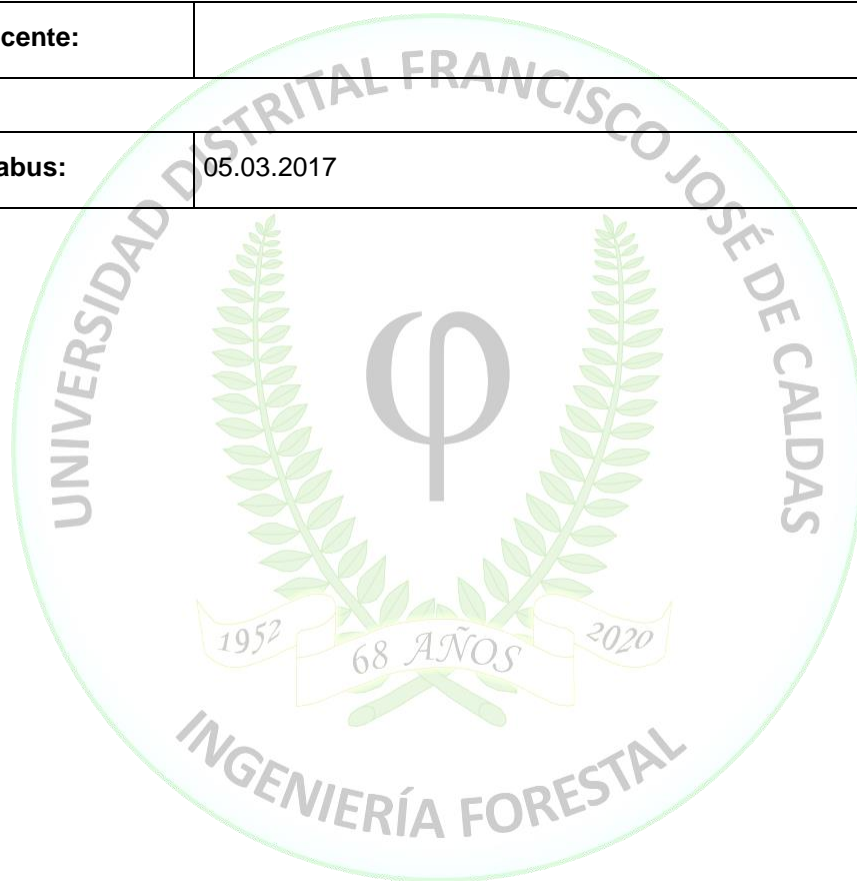 cente:
abus: 05.03.2017
UNIVERSIDAD DISTRITAL FRANCISCO JOSÉ DE CALDAS
φ
1952 68 AÑOS 2020
INGENIERÍA FORESTAL